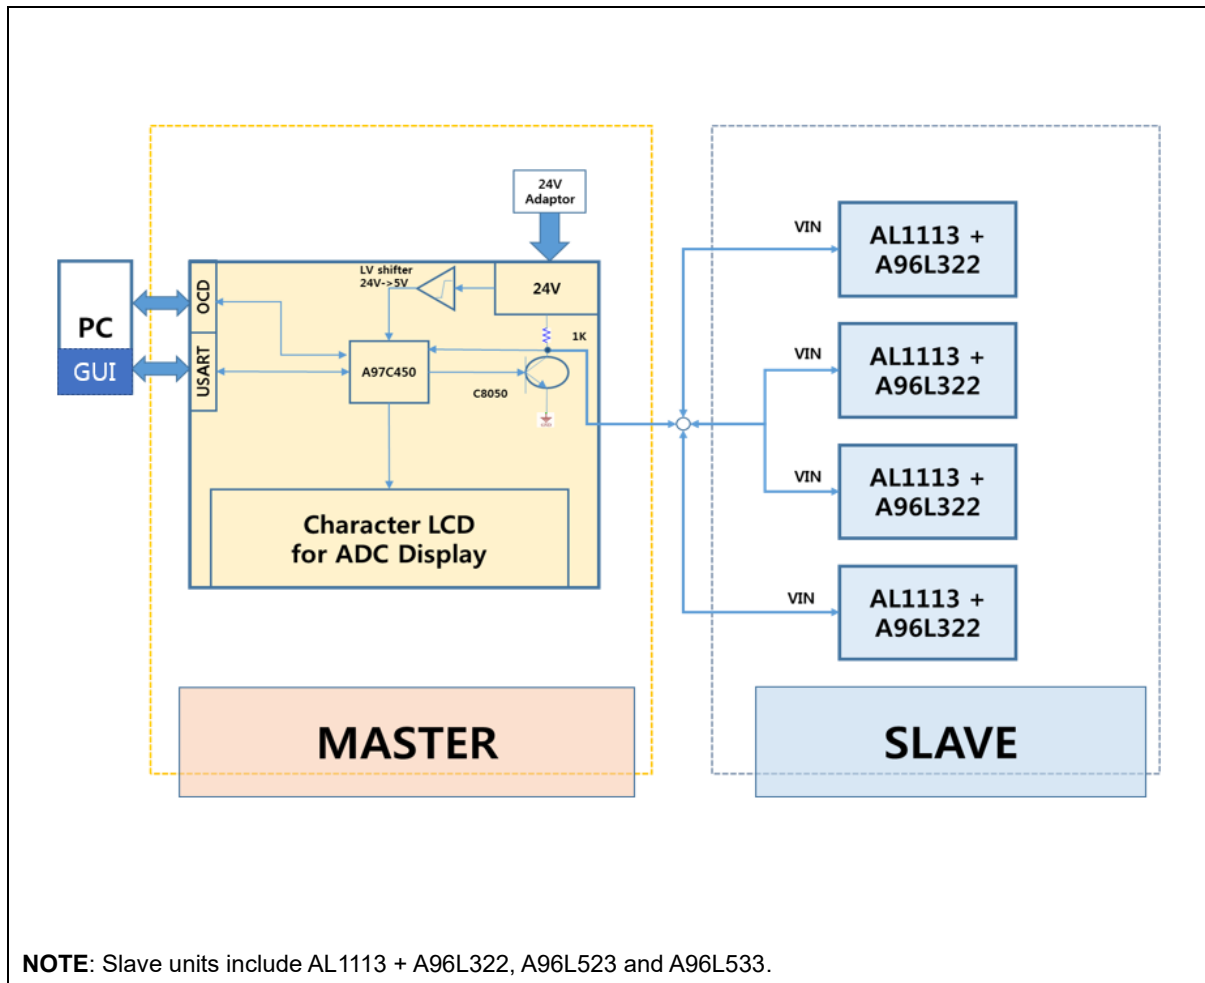 24V
Adaptor
LV shifter
24V->5V
24V
OCD
PC
GUI
USART
1K
A97C450
C8050
Character LCD
for ADC Display
MASTER
VIN
AL1113 +
A96L322
VIN
AL1113 +
A96L322
VIN
AL1113 +
A96L322
VIN
AL1113 +
A96L322
SLAVE
NOTE: Slave units include AL1113 + A96L322, A96L523 and A96L533.